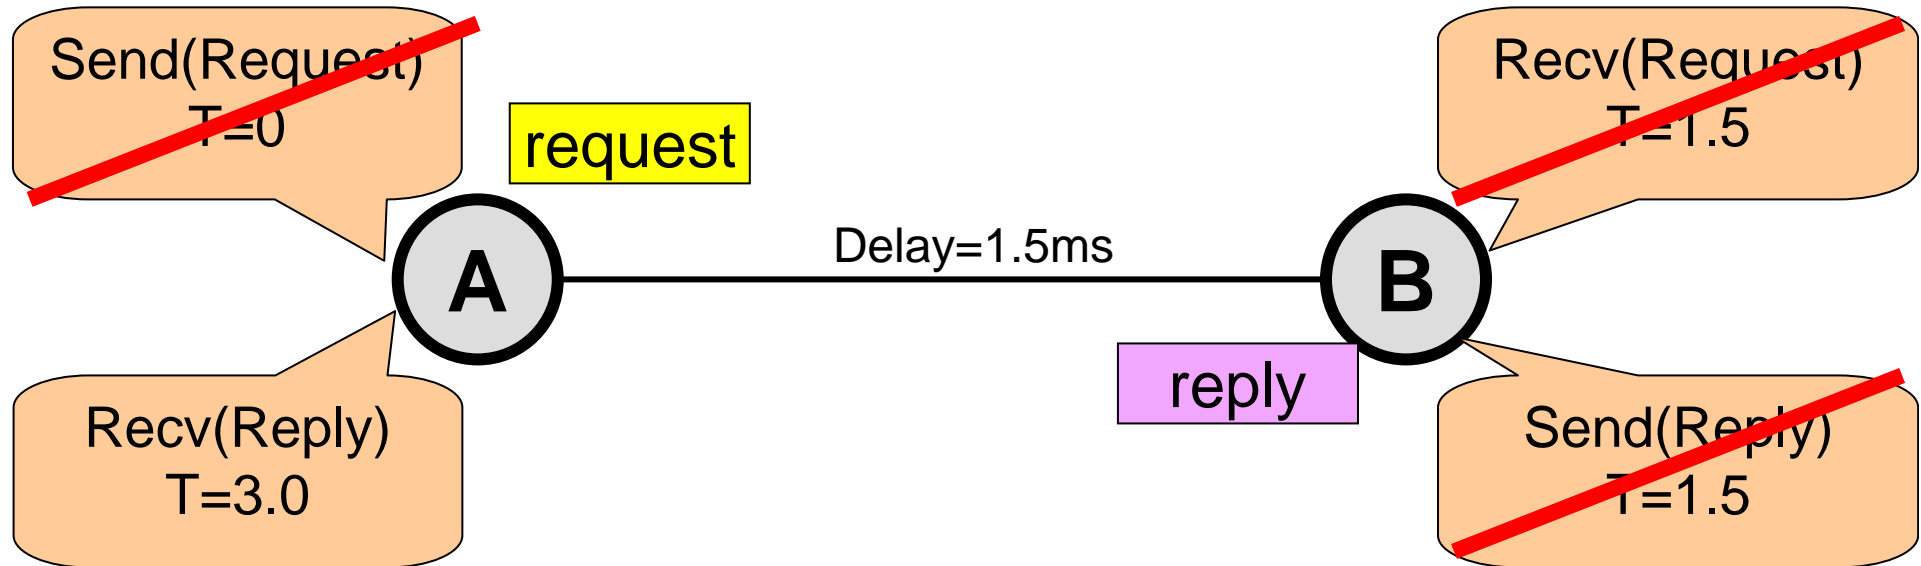 Send(Request)
T=0
request
Recv(Request)
T=1.5
Delay=1.5ms
A
B
reply
Recv(Reply)
T=3.0
Send(Reply)
T=1.5